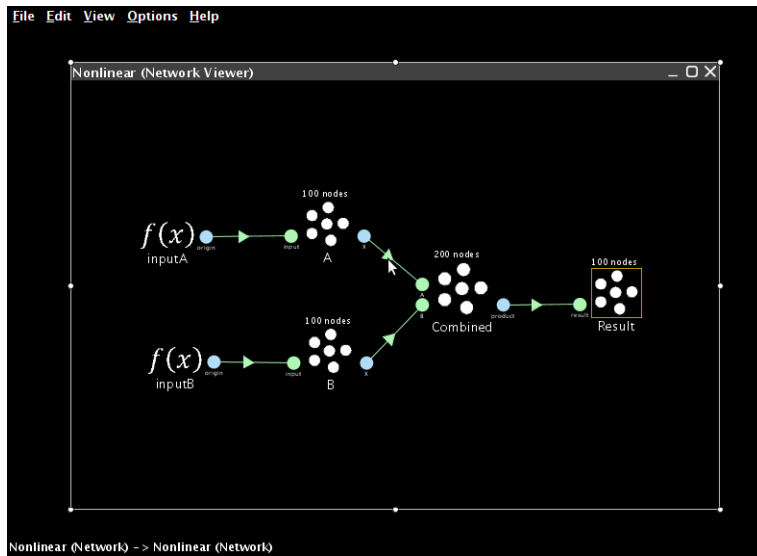 File Edit View Options Help
Nonlinear (Network Viewer)
100 nodes
f(x)
origin
inputA
input
A
X
200 nodes
A
B
Combined
product
100 nodes
result
Result
100 nodes
f(x)
origin
inputB
input
B
X
Nonlinear (Network) -> Nonlinear (Network)